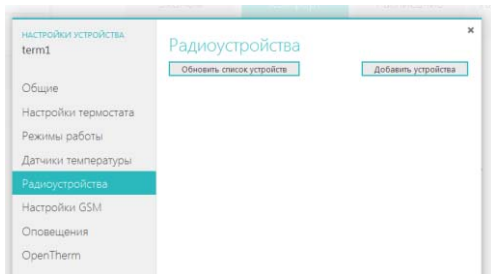 НАСТРОЙКИ УСТРОЙСТВА
term1
Общие
Настройки термостата
Режимы работы
Датчики температуры
Радиоустройства
Настройки GSM
Оповещения
OpenTherm
Радиоустройства
Обновить список устройств
Добавить устройства